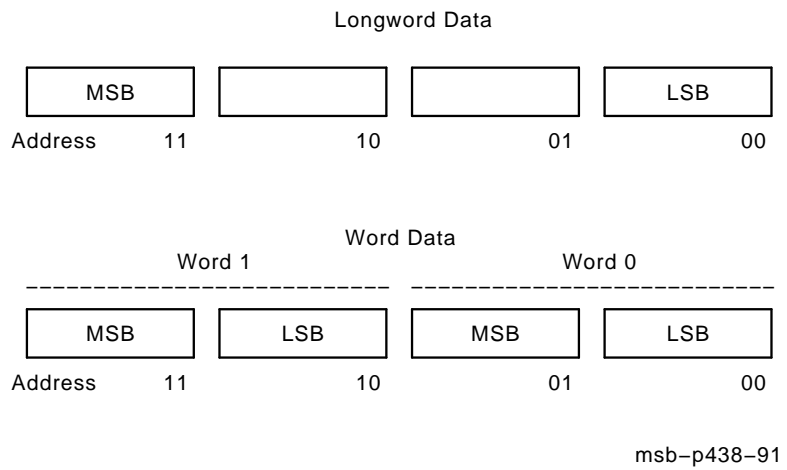 Longword Data
MSB LSB
Address 11 10 01 00
Word Data
Word 1 Word 0
MSB LSB MSB LSB
Address 11 10 01 00
msb−p438−91